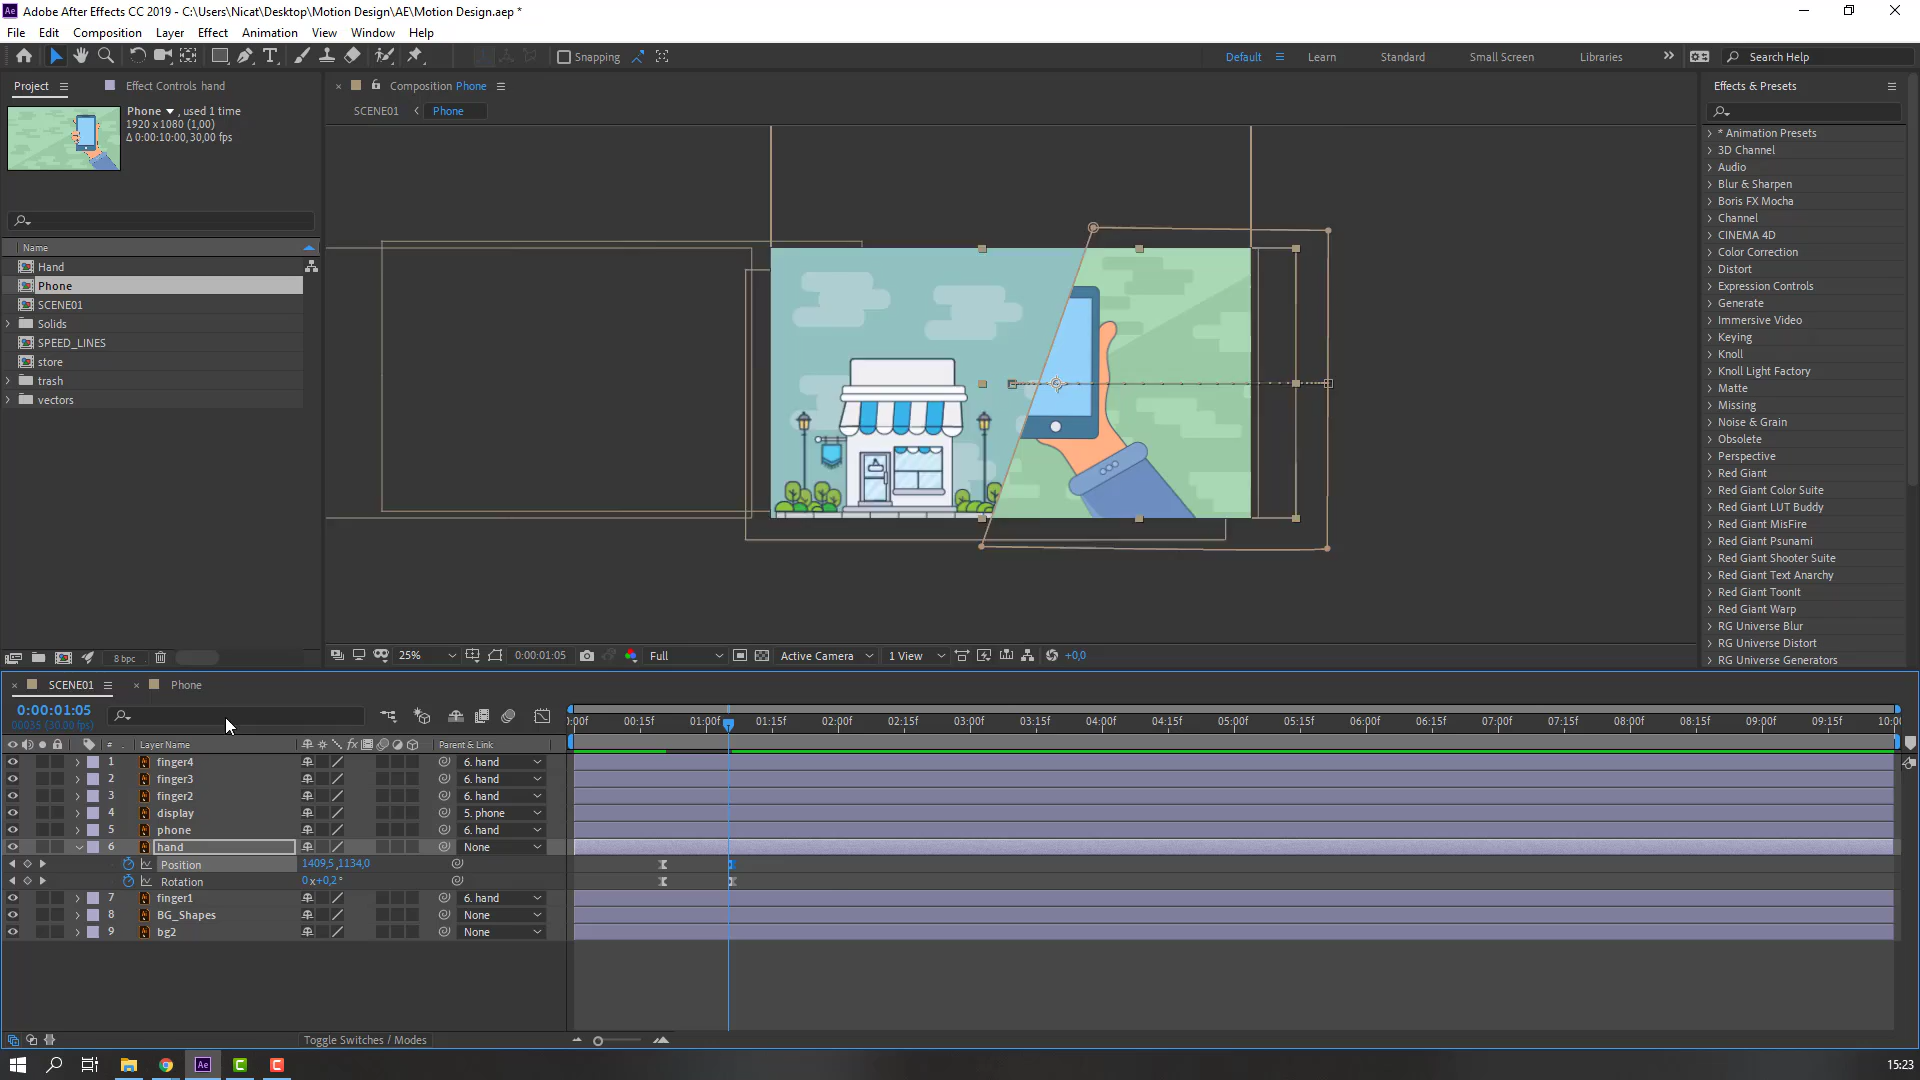 Adobe After Effects CC 2019 - C:\Users\Nicat\Desktop\Motion Design\AE\Motion Design.aep *
File Edit Composition Layer Effect Animation View Window Help
Snapping Default Learn Standard Small Screen Libraries Search Help
Project Effect Controls hand
Composition Phone
Effects & Presets
Phone , used 1 time
1920 x 1080 (1,00)
Δ 0:00:10:00, 30,00 fps
SCENE01 Phone
Name
Hand
Phone
SCENE01
Solids
SPEED_LINES
store
trash
vectors
8 bpc
25% 0:00:01:05 Full Active Camera 1 View +0,0
* Animation Presets
3D Channel
Audio
Blur & Sharpen
Boris FX Mocha
Channel
CINEMA 4D
Color Correction
Distort
Expression Controls
Generate
Immersive Video
Keying
Knoll
Knoll Light Factory
Matte
Missing
Noise & Grain
Obsolete
Perspective
Red Giant
Red Giant Color Suite
Red Giant LUT Buddy
Red Giant MisFire
Red Giant Psunami
Red Giant Shooter Suite
Red Giant Text Anarchy
Red Giant ToonIt
Red Giant Warp
RG Universe Blur
RG Universe Distort
RG Universe Generators
SCENE01 Phone
0:00:01:05
00035 (30.00 fps)
:00f 00:15f 01:00f 01:15f 02:00f 02:15f 03:00f 03:15f 04:00f 04:15f 05:00f 05:15f 06:00f 06:15f 07:00f 07:15f 08:00f 08:15f 09:00f 09:15f 10:0
# Layer Name Parent & Link
1 finger4 6. hand
2 finger3 6. hand
3 finger2 6. hand
4 display 5. phone
5 phone 6. hand
6 hand None
Position 1409,5 ,1134,0
Rotation 0 x+0,2 °
7 finger1 6. hand
8 BG_Shapes None
9 bg2 None
Toggle Switches / Modes
15:23